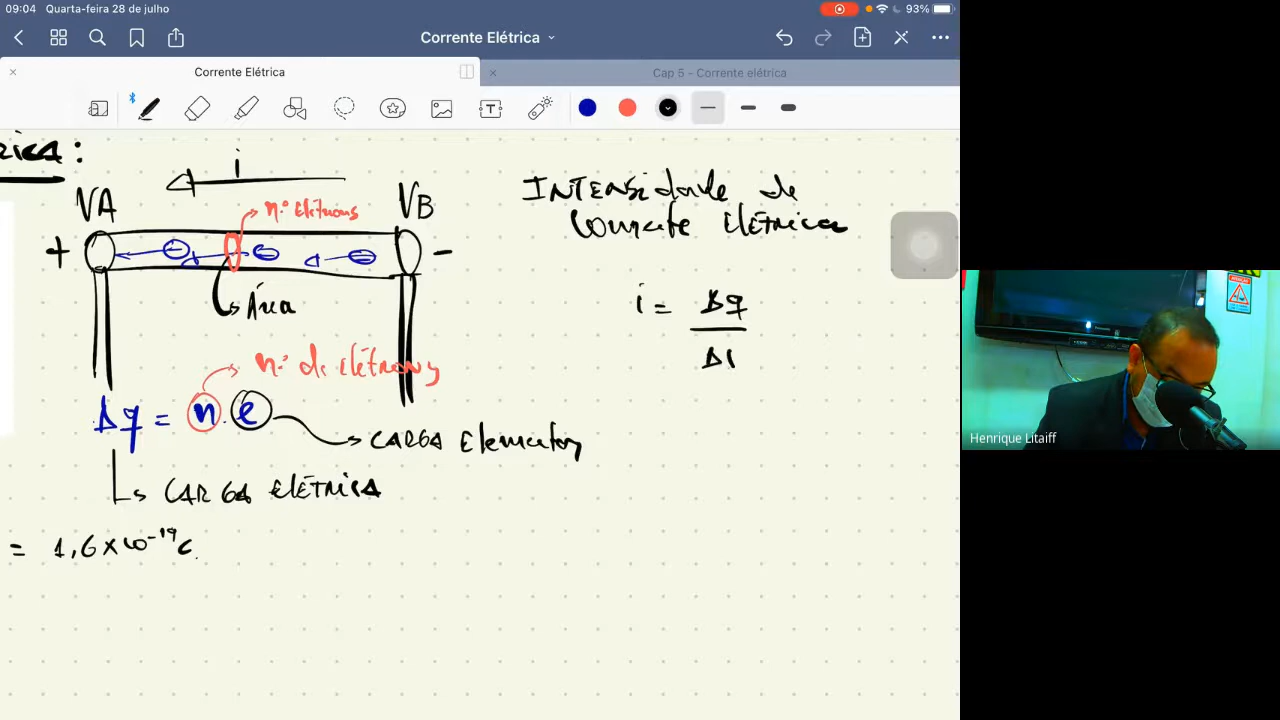 09:04 Quarta-feira 28 de julho
93%
Corrente Elétrica
Corrente Elétrica
Cap 5 - Corrente elétrica
RICA:
i
VA
VB
n.º Elétrons
+
-
Área
INTENSidade de
Corrente ElÉTRICA
i = Δq
Δt
n.º de Elétrons
Δq = n . e
CARGA Elementar
CARGA ELÉTRICA
= 1,6 x 10-19 C.
Henrique Litaiff